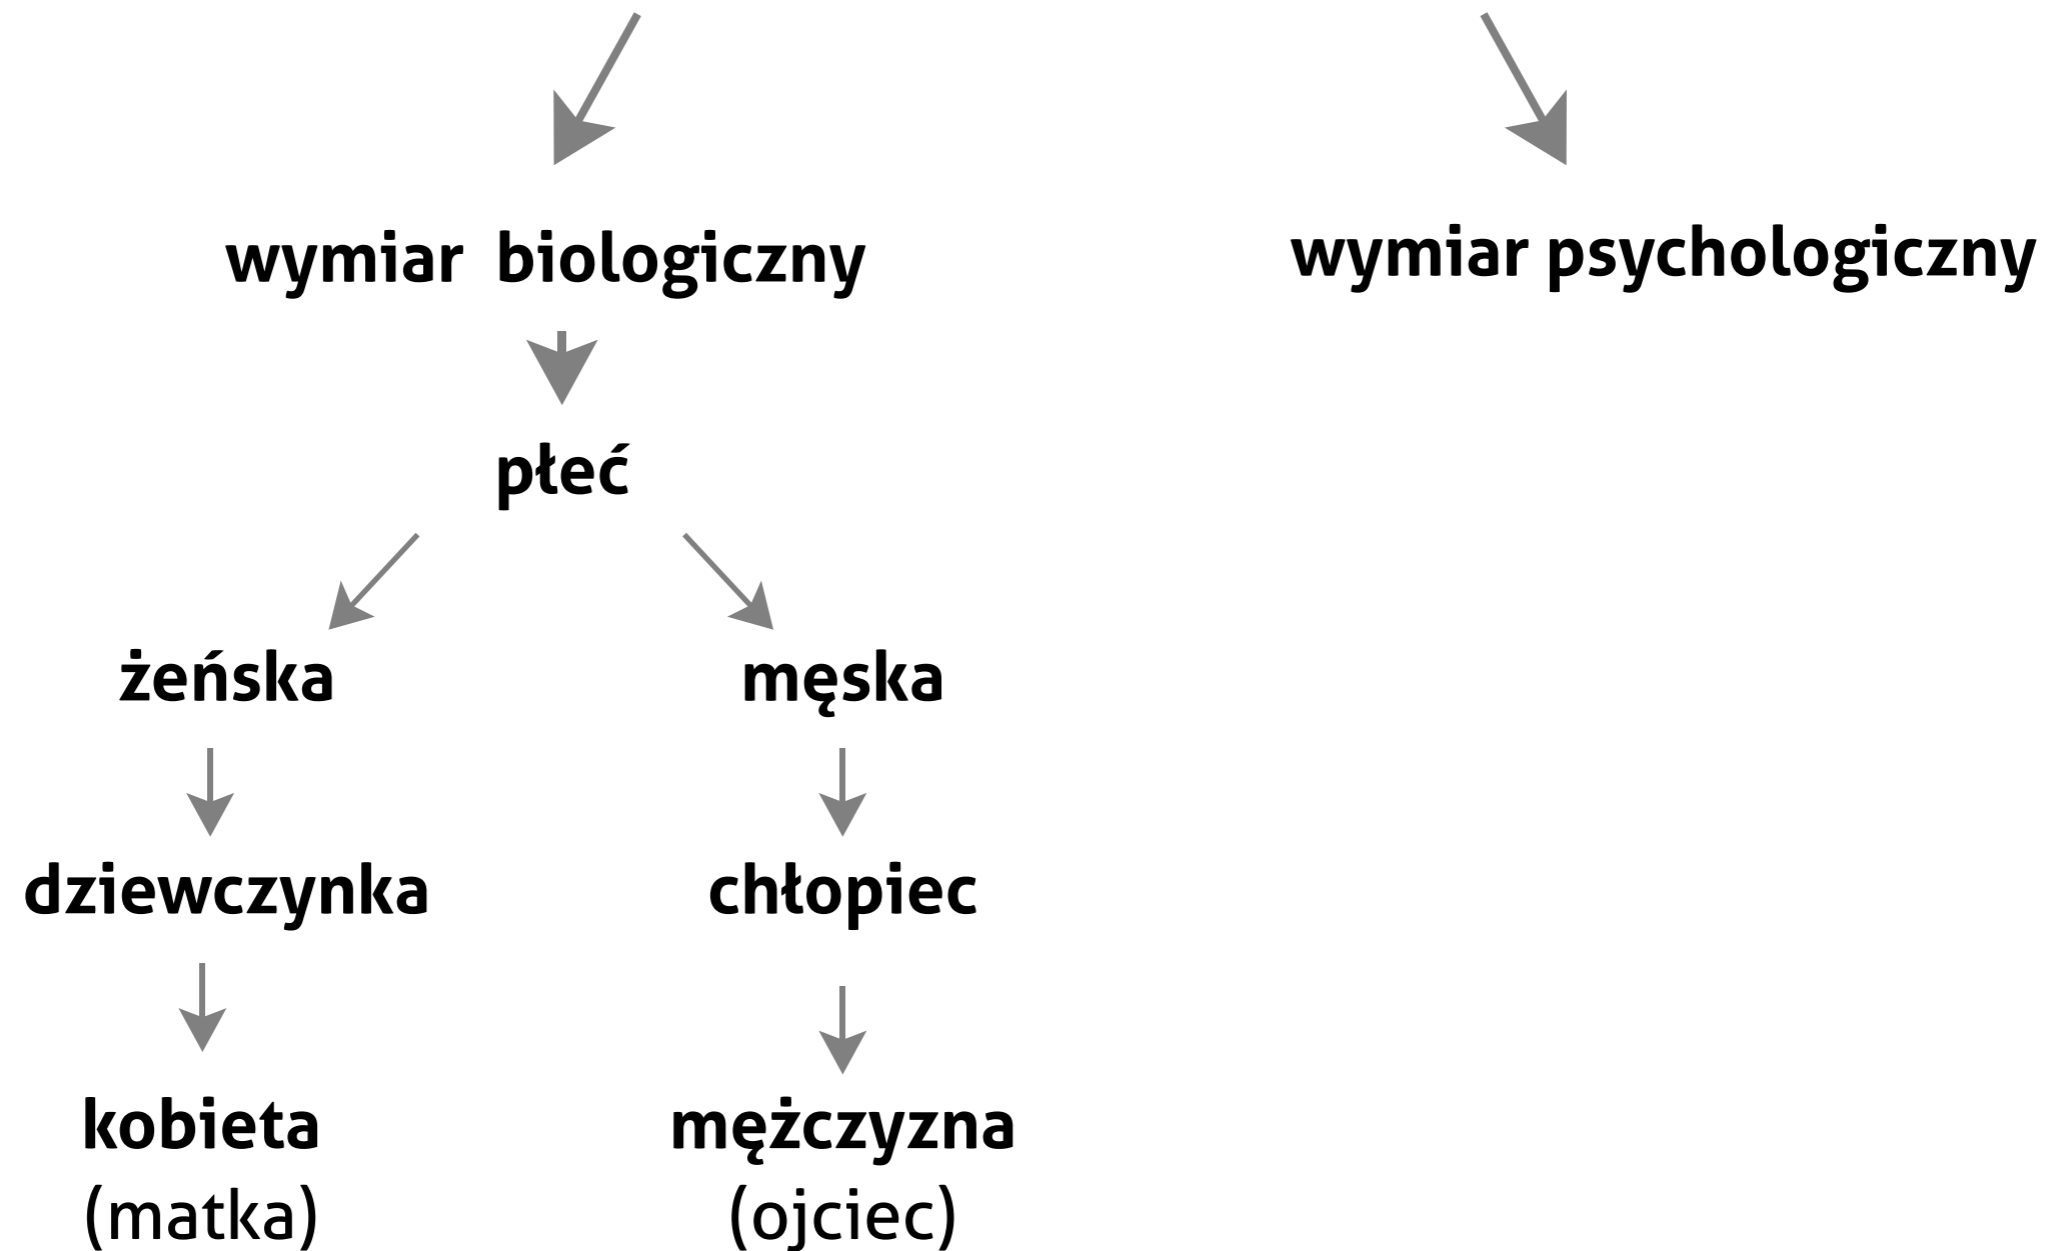 wymiar biologiczny
wymiar psychologiczny
płeć
żeńska
męska
dziewczynka
chłopiec
kobieta
(matka)
mężczyzna
(ojciec)